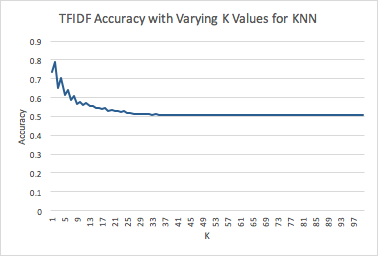 TFIDF Accuracy with Varying K Values for KNN
0.9
0.8
0.7
0.6
0.5
0.4
0.3
0.2
0.1
0
Accuracy
1 5 9 13 17 21 25 29 33 37 41 45 49 53 57 61 65 69 73 77 81 85 89 93 97
K